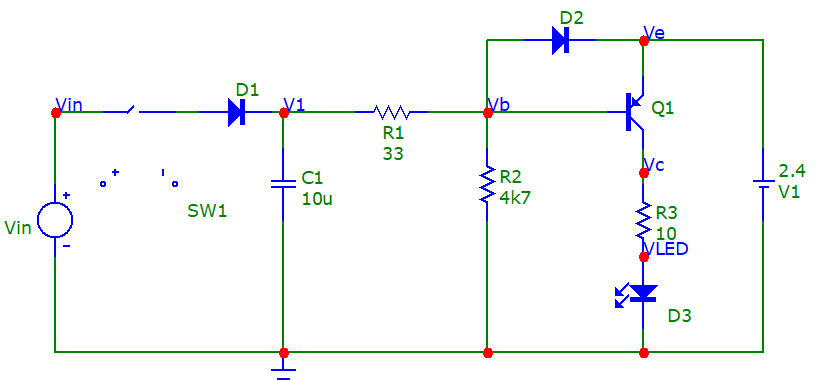 D2
Ve
D1
Vin
V1
Vb
Q1
R1
33
Vc
C1
10u
R2
4k7
2.4
V1
+
+
Vin
SW1
R3
10
VLED
D3